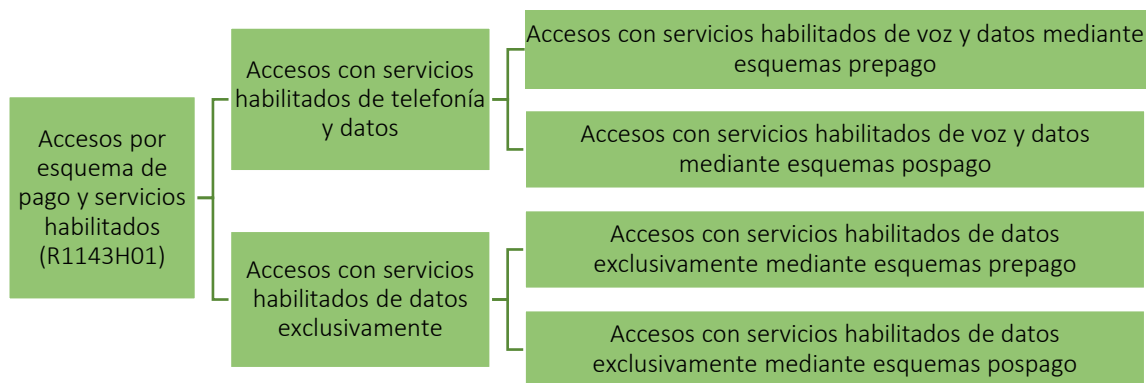 Accesos por
esquema de
pago y servicios
habilitados
(R1143H01)
Accesos con servicios
habilitados de telefonía
y datos
Accesos con servicios habilitados de voz y datos mediante
esquemas prepago
Accesos con servicios habilitados de voz y datos
mediante esquemas pospago
Accesos con servicios
habilitados de datos
exclusivamente
Accesos con servicios habilitados de datos
exclusivamente mediante esquemas prepago
Accesos con servicios habilitados de datos
exclusivamente mediante esquemas pospago